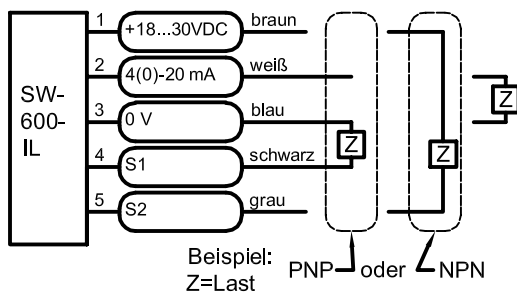 SW-
600-
IL
1 +18...30VDC braun
2 4(0)-20 mA weiß
3 0 V blau
4 S1 schwarz
5 S2 grau
Z
Z
Z
Beispiel: PNP oder NPN
Z=Last